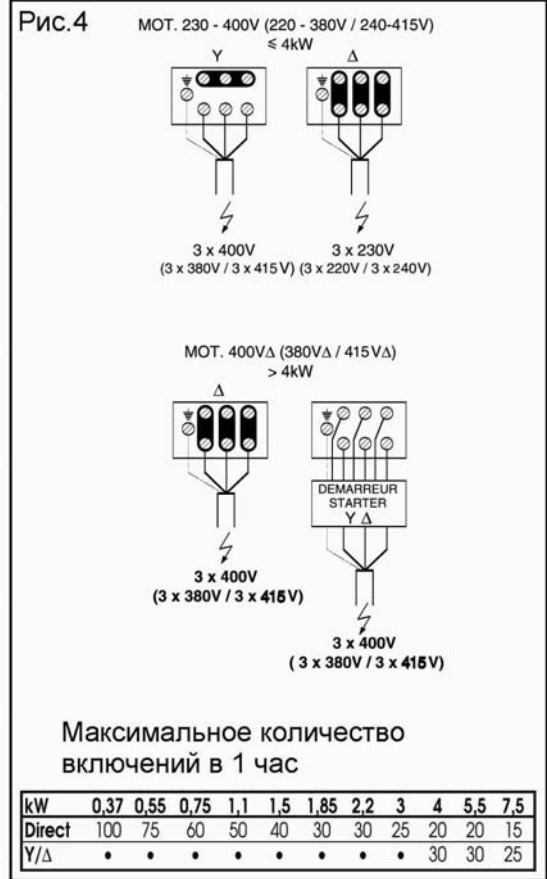 Рис.4
МОТ. 230 - 400V (220 - 380V / 240-415V)
≤ 4kW
Y Δ
3 x 400V 3 x 230V
(3 x 380V / 3 x 415V) (3 x 220V / 3 x 240V)
МОТ. 400VΔ (380VΔ / 415VΔ)
> 4kW
Δ
DEMARREUR
STARTER
Y Δ
3 x 400V
(3 x 380V / 3 x 415V)
3 x 400V
( 3 x 380V / 3 x 415V)
Максимальное количество
включений в 1 час
kW 0,37 0,55 0,75 1,1 1,5 1,85 2,2 3 4 5,5 7,5
Direct 100 75 60 50 40 30 30 25 20 20 15
Y/Δ • • • • • • • • 30 30 25